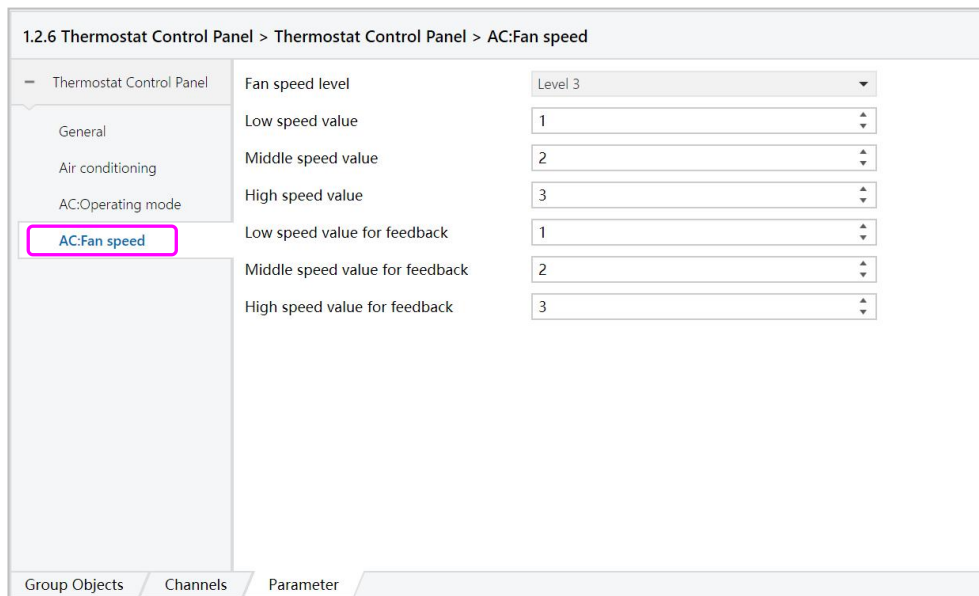 1.2.6 Thermostat Control Panel > Thermostat Control Panel > AC:Fan speed
– Thermostat Control Panel
General
Air conditioning
AC:Operating mode
AC:Fan speed
Fan speed level Level 3
Low speed value 1
Middle speed value 2
High speed value 3
Low speed value for feedback 1
Middle speed value for feedback 2
High speed value for feedback 3
Group Objects Channels Parameter